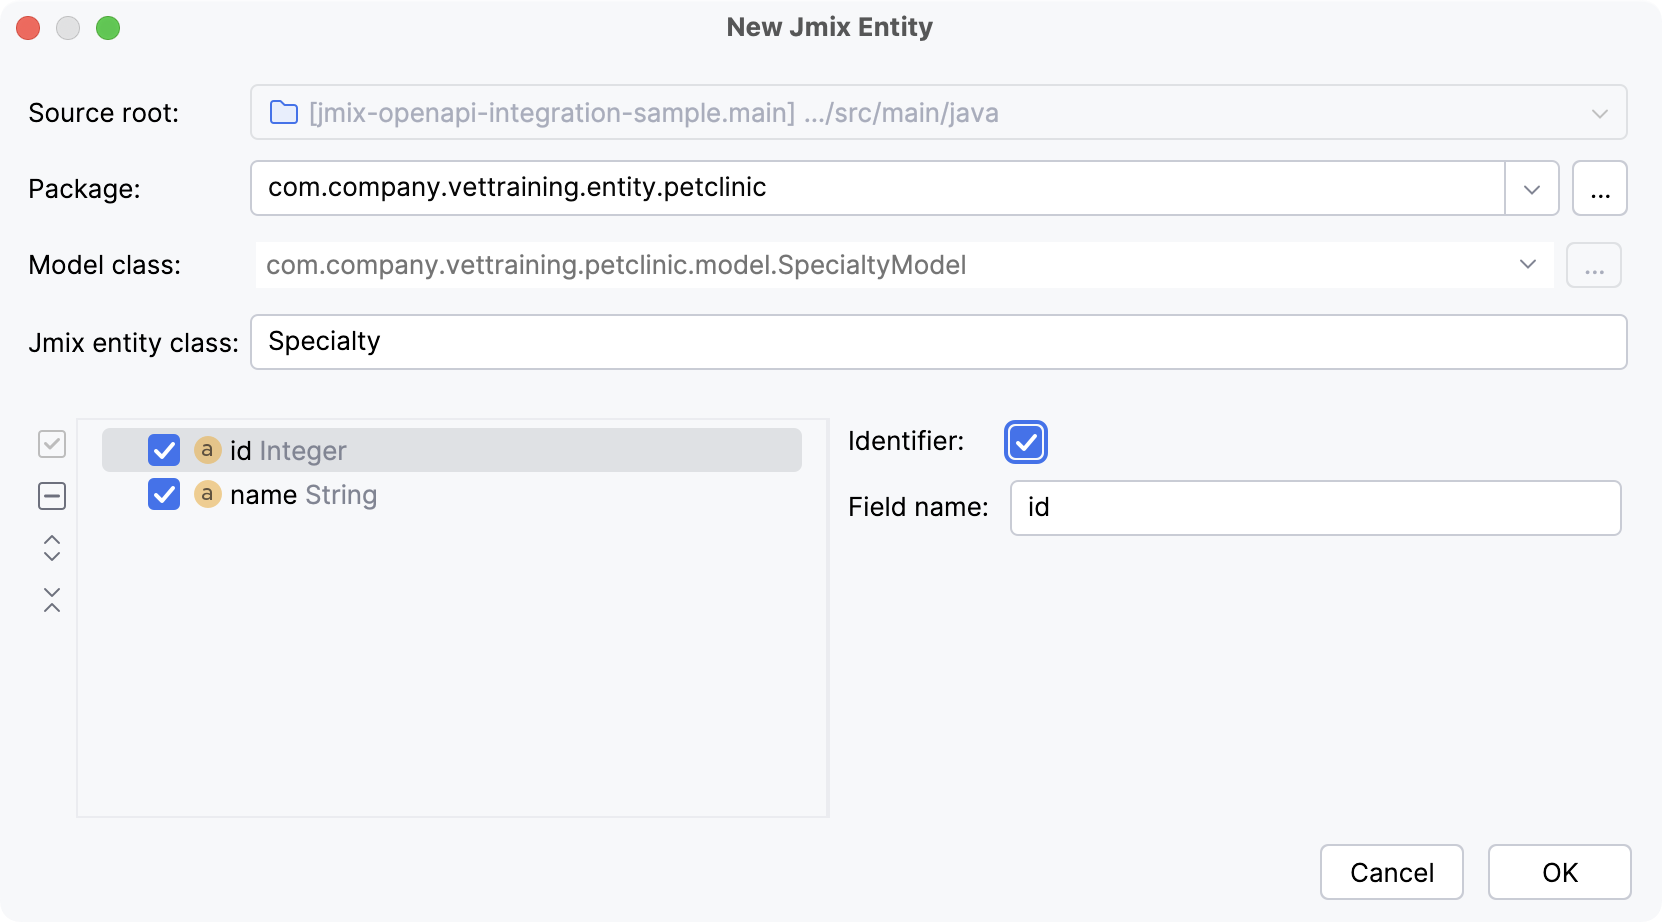 New Jmix Entity
Source root: [jmix-openapi-integration-sample.main] .../src/main/java
Package: com.company.vettraining.entity.petclinic ...
Model class: com.company.vettraining.petclinic.model.SpecialtyModel ...
Jmix entity class: Specialty
a id Integer
a name String
Identifier:
Field name: id
Cancel OK